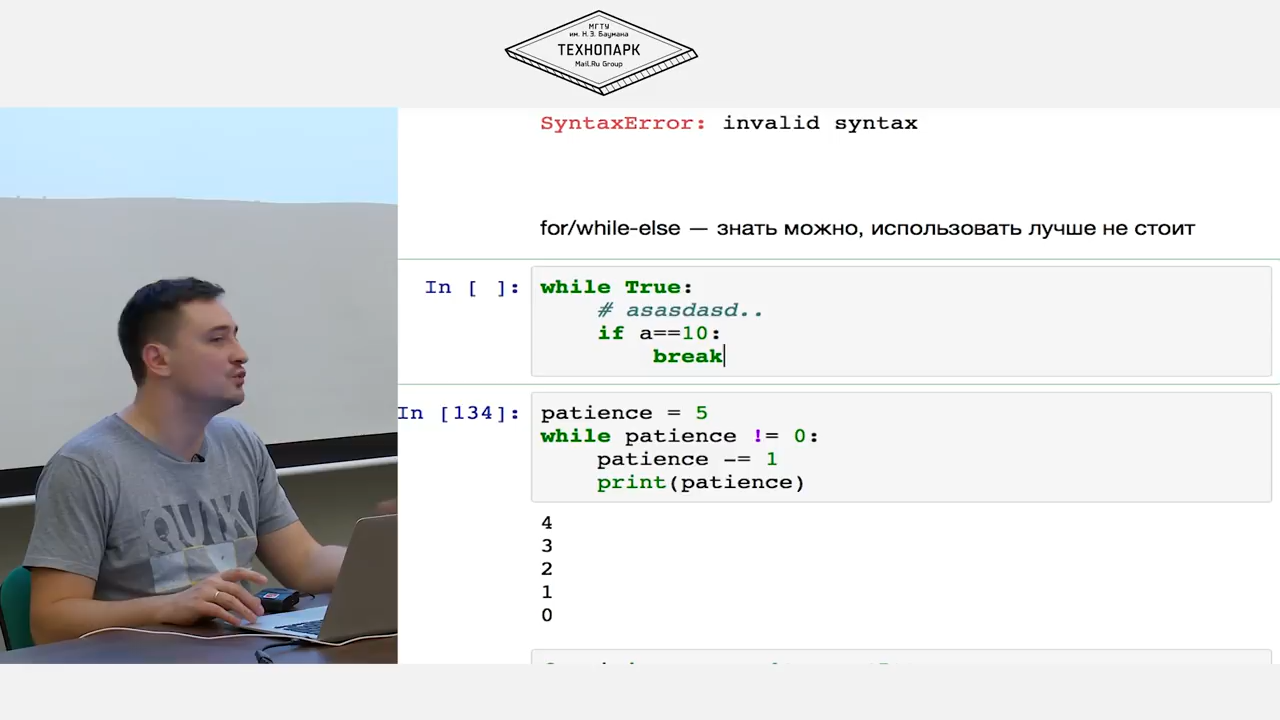 МГТУ
им. Н.Э. Баумана
ТЕХНОПАРК
Mail.Ru Group
SyntaxError: invalid syntax
for/while-else — знать можно, использовать лучше не стоит
In [ ]:
while True:
# asasdasd..
if a==10:
break
In [134]:
patience = 5
while patience != 0:
patience -= 1
print(patience)
4
3
2
1
0